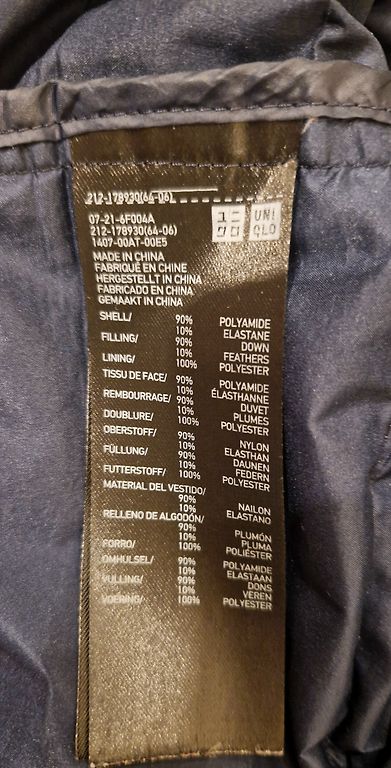 212-178930(64-06)
07-21-6F004A
212-178930(64-06)
1407-00AT-00E5
UNI
QLO
MADE IN CHINA
FABRIQUÉ EN CHINE
HERGESTELLT IN CHINA
FABRICADO EN CHINA
GEMAAKT IN CHINA
SHELL/ 90% POLYAMIDE
10% ELASTANE
FILLING/ 90% DOWN
10% FEATHERS
LINING/ 100% POLYESTER
TISSU DE FACE/ 90% POLYAMIDE
10% ÉLASTHANNE
REMBOURRAGE/ 90% DUVET
10% PLUMES
DOUBLURE/ 100% POLYESTER
OBERSTOFF/ 90% NYLON
10% ELASTHAN
FÜLLUNG/ 90% DAUNEN
10% FEDERN
FUTTERSTOFF/ 100% POLYESTER
MATERIAL DEL VESTIDO/
90% NAILON
10% ELASTANO
RELLENO DE ALGODÓN/
90% PLUMÓN
10% PLUMA
FORRO/ 100% POLIÉSTER
OMHULSEL/ 90% POLYAMIDE
10% ELASTAAN
VULLING/ 90% DONS
10% VEREN
VOERING/ 100% POLYESTER